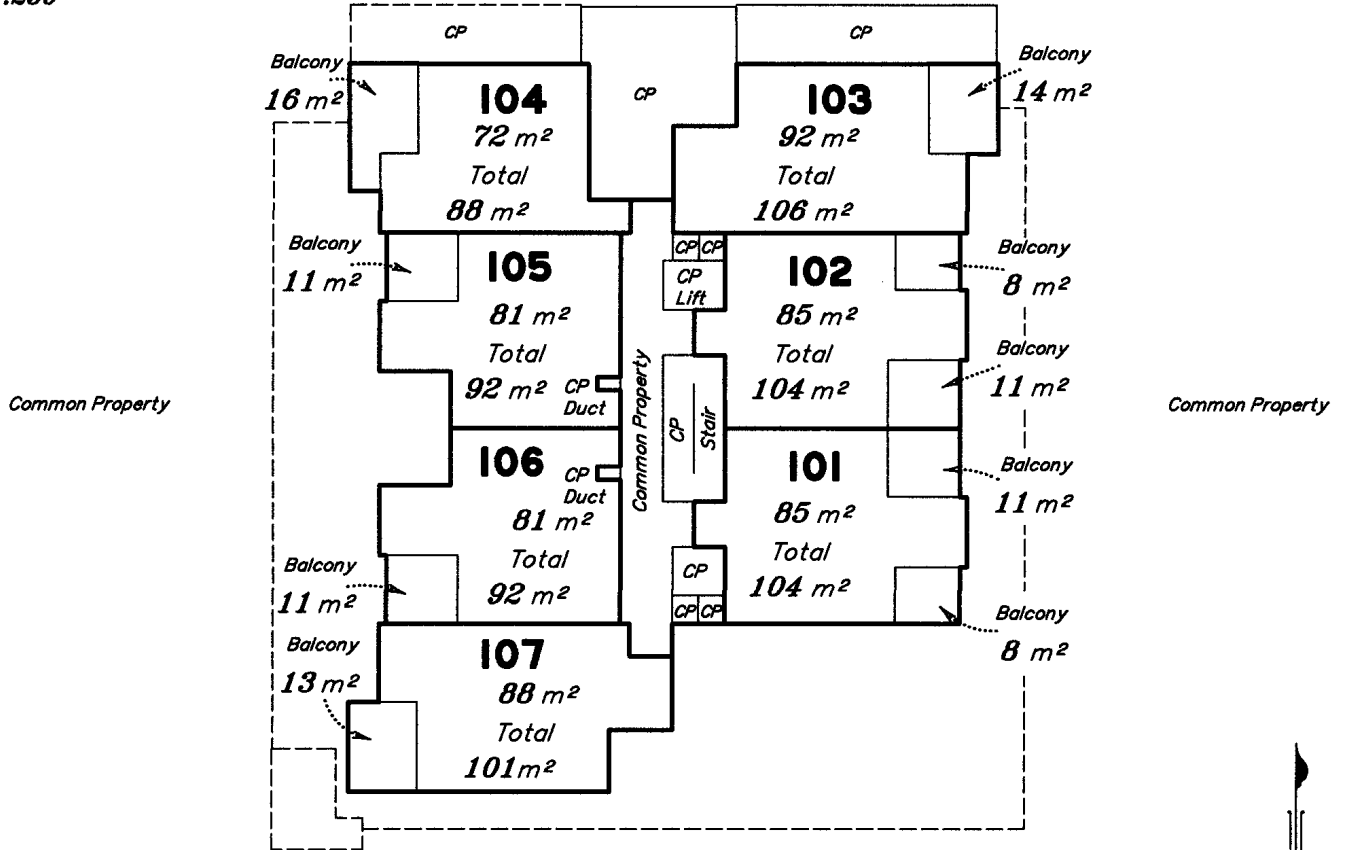 CP
CP
Balcony
16 m²
104
72 m²
Total
88 m²
CP
103
92 m²
Total
106 m²
Balcony
14 m²
Balcony
11 m²
105
81 m²
Total
92 m²
CP
Duct
CP CP
CP
Lift
102
85 m²
Total
104 m²
Balcony
8 m²
Balcony
11 m²
Common Property
Common Property
CP
Stair
Common Property
106
81 m²
Total
92 m²
CP
Duct
Balcony
11 m²
101
85 m²
Total
104 m²
Balcony
11 m²
CP
CP CP
Balcony
8 m²
Balcony
13 m²
107
88 m²
Total
101 m²